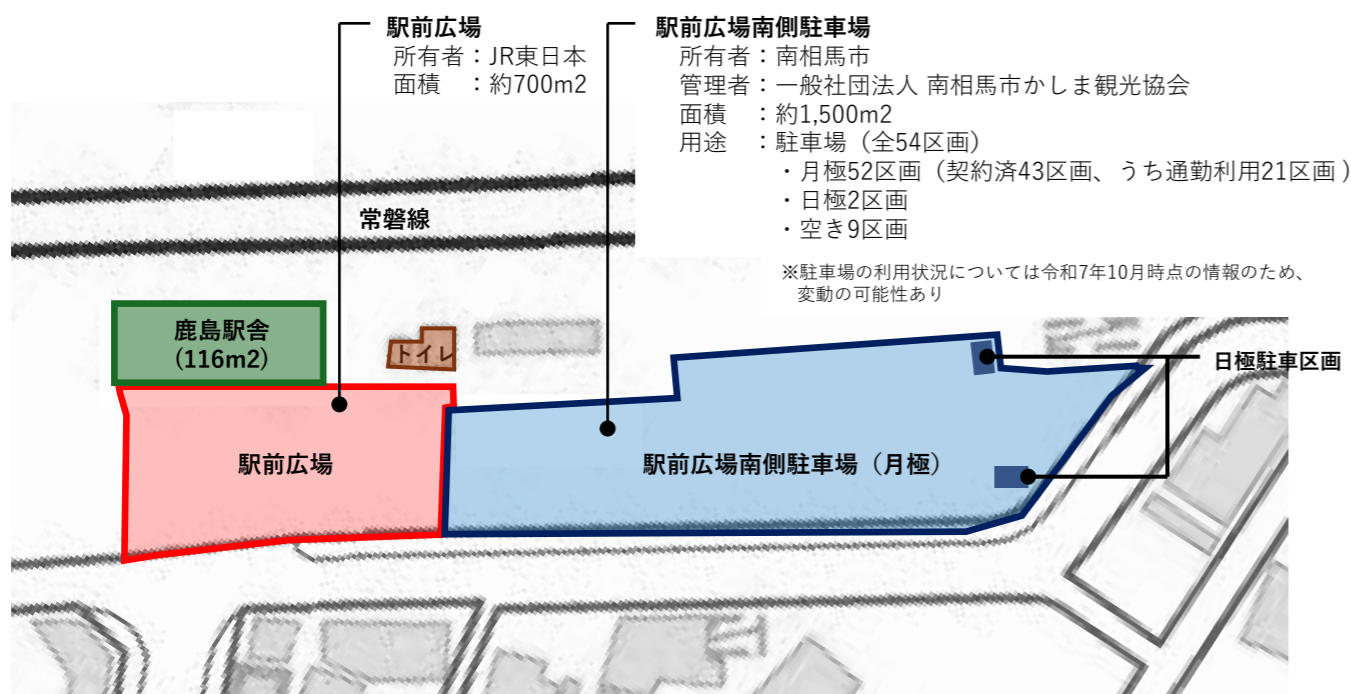 駅前広場
所有者：JR東日本
面積　：約700m2
駅前広場南側駐車場
所有者：南相馬市
管理者：一般社団法人 南相馬市かしま観光協会
面積　：約1,500m2
用途　：駐車場（全54区画）
・月極52区画（契約済43区画、うち通勤利用21区画）
・日極2区画
・空き9区画
※駐車場の利用状況については令和7年10月時点の情報のため、
変動の可能性あり
常磐線
鹿島駅舎
(116m2)
トイレ
日極駐車区画
駅前広場
駅前広場南側駐車場（月極）